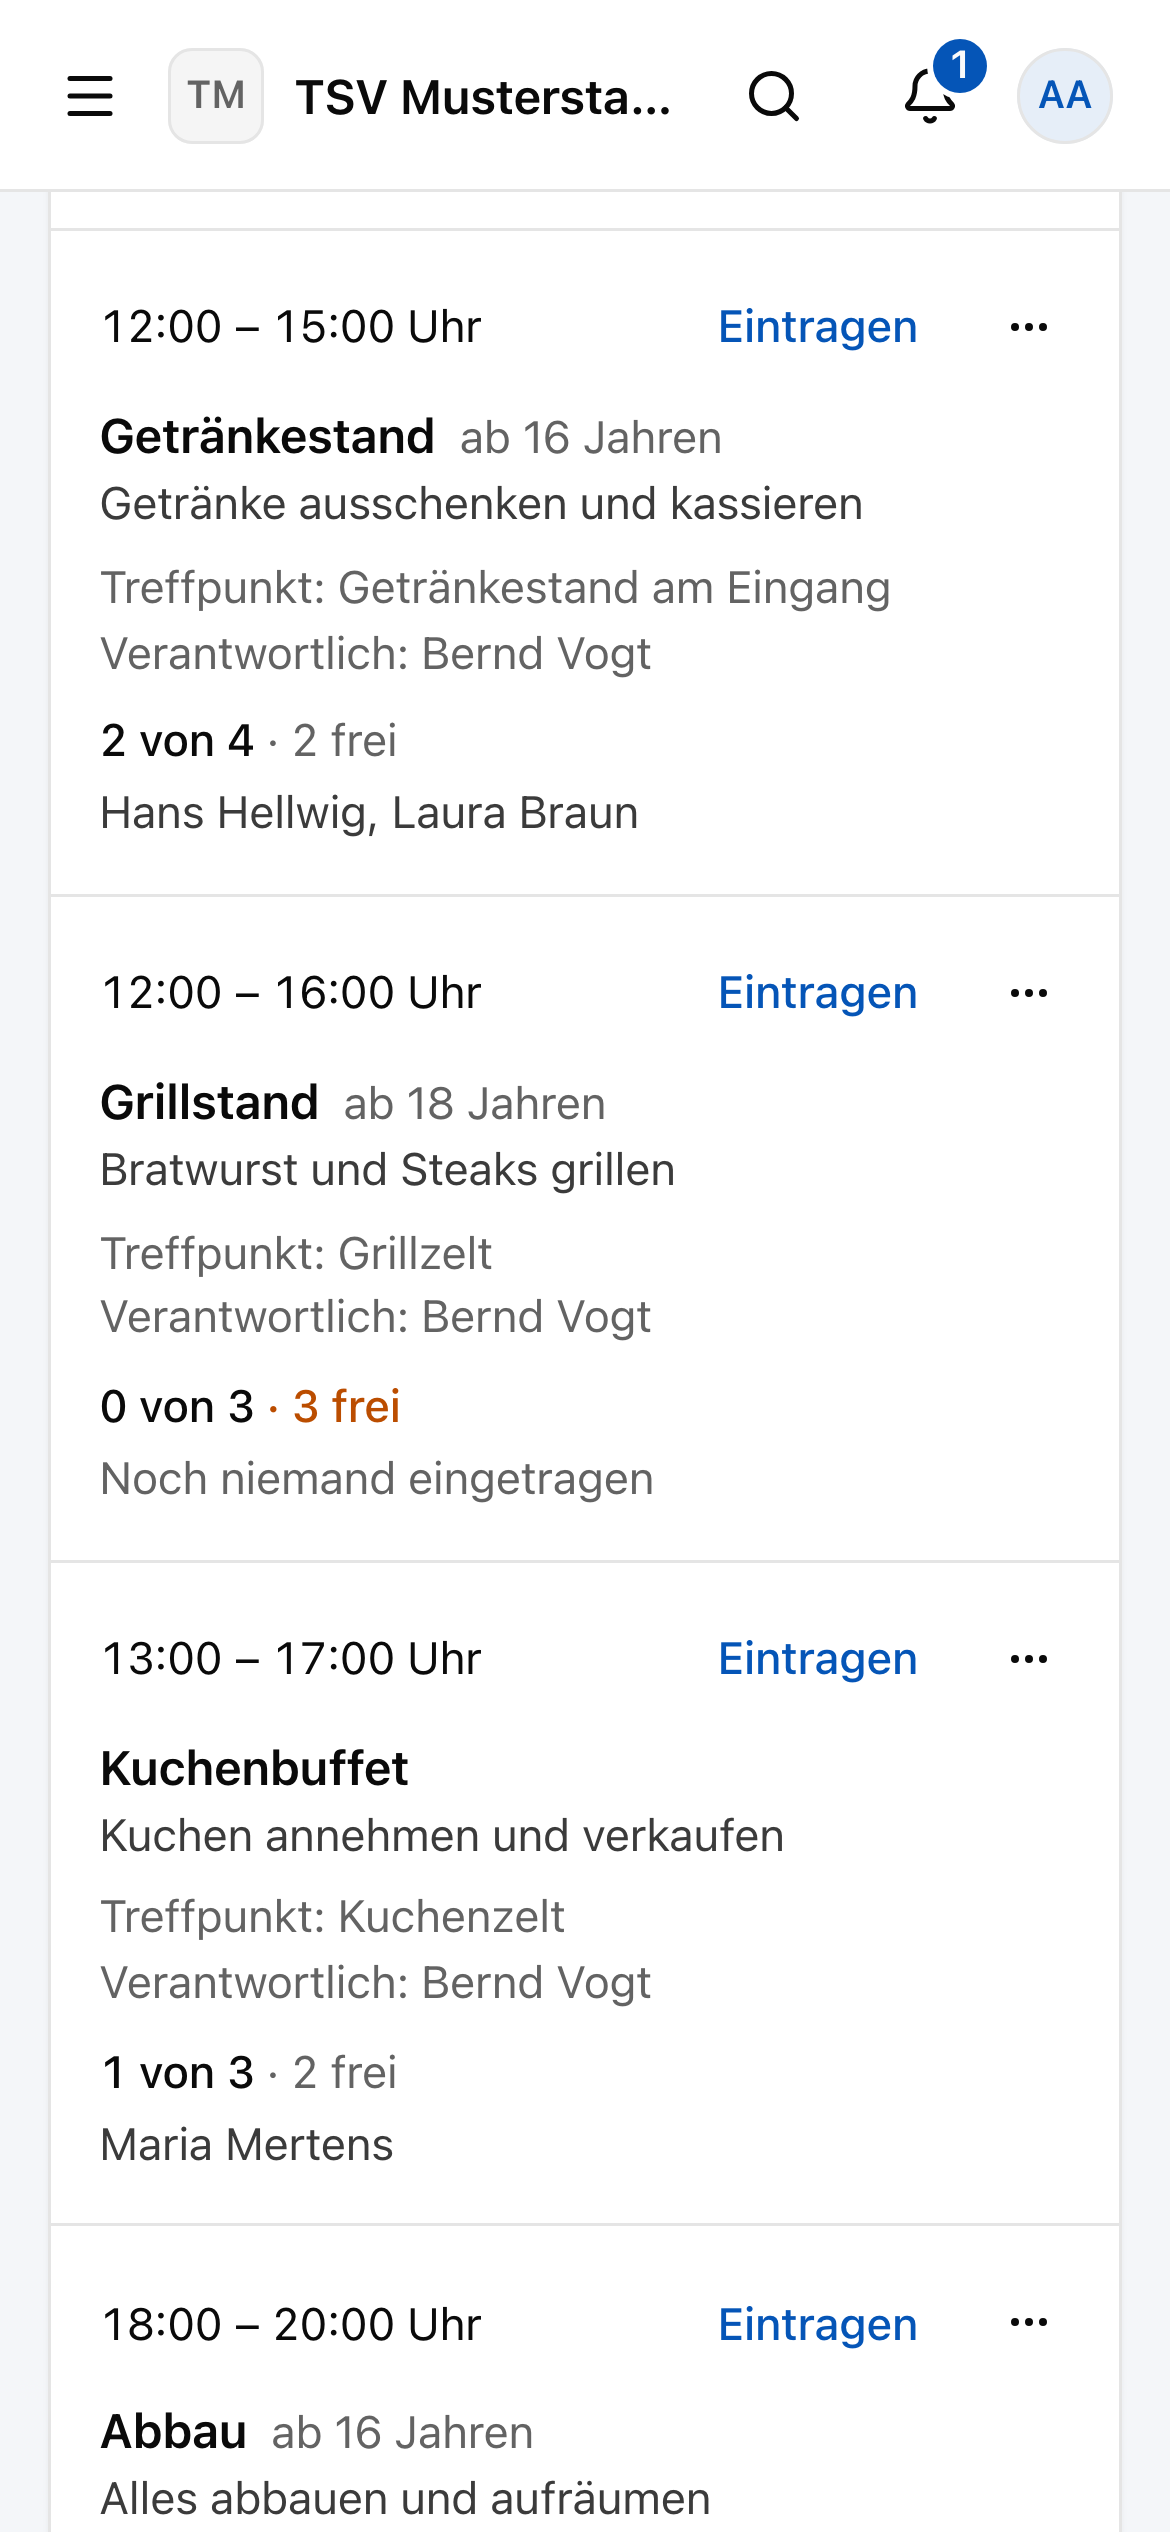 TM
TSV Mustersta...
1
AA
12:00 – 15:00 Uhr
Eintragen
Getränkestand ab 16 Jahren
Getränke ausschenken und kassieren
Treffpunkt: Getränkestand am Eingang
Verantwortlich: Bernd Vogt
2 von 4 · 2 frei
Hans Hellwig, Laura Braun
12:00 – 16:00 Uhr
Eintragen
Grillstand ab 18 Jahren
Bratwurst und Steaks grillen
Treffpunkt: Grillzelt
Verantwortlich: Bernd Vogt
0 von 3 · 3 frei
Noch niemand eingetragen
13:00 – 17:00 Uhr
Eintragen
Kuchenbuffet
Kuchen annehmen und verkaufen
Treffpunkt: Kuchenzelt
Verantwortlich: Bernd Vogt
1 von 3 · 2 frei
Maria Mertens
18:00 – 20:00 Uhr
Eintragen
Abbau ab 16 Jahren
Alles abbauen und aufräumen